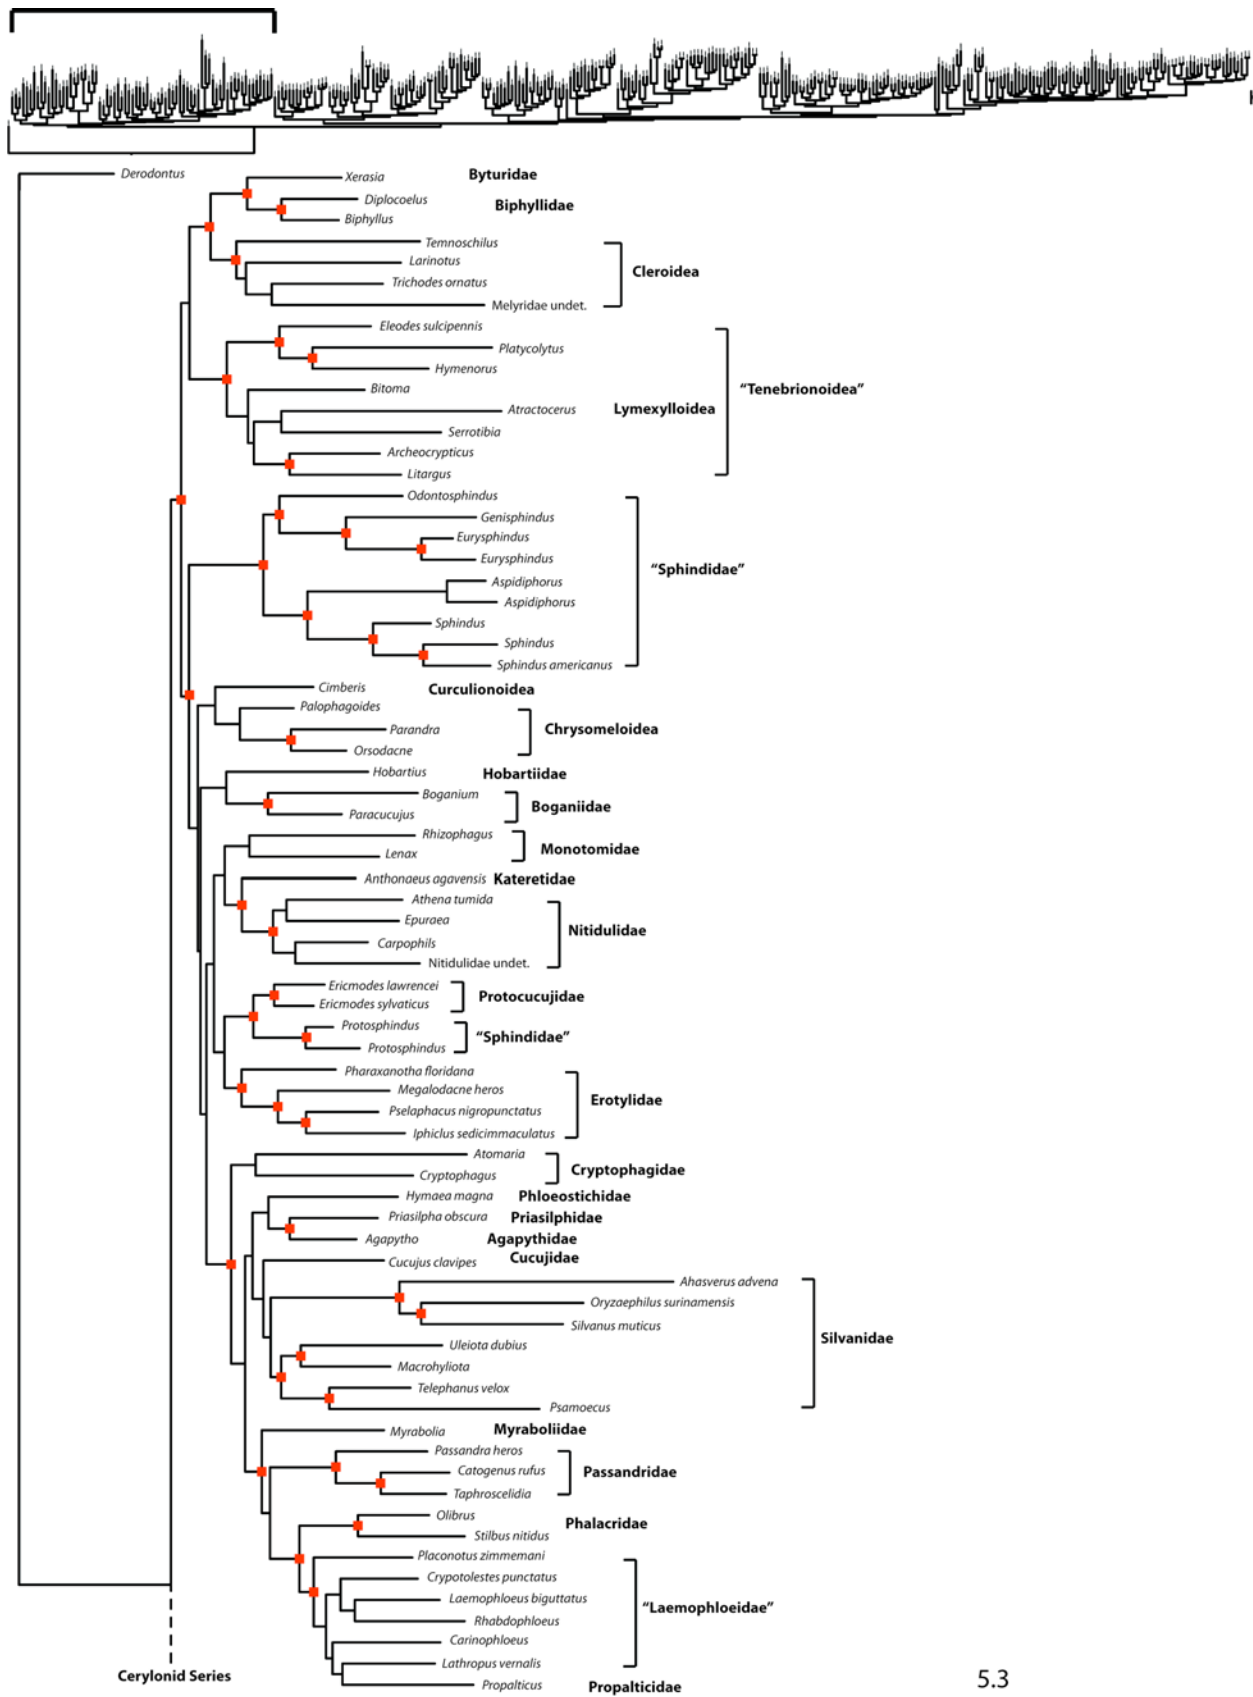 Derodontus
Xerasia Byturidae
Diplocoelus
Biphyllidae
Biphyllus
Temnoschilus
Larinotus
Cleroidea
Trichodes ornatus
Melyridae undet.
Eleodes sulcipennis
Platycolytus
Hymenorus
Bitoma
"Tenebrionoidea"
Atractocerus Lymexylloidea
Serrotibia
Archeocrypticus
Litargus
Odontosphindus
Genisphindus
Eurysphindus
Eurysphindus
"Sphindidae"
Aspidiphorus
Aspidiphorus
Sphindus
Sphindus
Sphindus americanus
Cimberis Curculionoidea
Palophagoides
Parandra Chrysomeloidea
Orsodacne
Hobartius Hobartiidae
Boganium
Boganiidae
Paracucujus
Rhizophagus
Monotomidae
Lenax
Anthonaeus agavensis Kateretidae
Athena tumida
Epuraea
Nitidulidae
Carpophils
Nitidulidae undet.
Ericmodes lawrencei
Protocucujidae
Ericmodes sylvaticus
Protosphindus
"Sphindidae"
Protosphindus
Pharaxanotha floridana
Megalodacne heros
Erotylidae
Pselaphacus nigropunctatus
Iphiclus sedicimmaculatus
Atomaria
Cryptophagidae
Cryptophagus
Hymaea magna Phloeostichidae
Priasilpha obscura Priasilphidae
Agapytho Agapythidae
Cucujus clavipes Cucujidae
Ahasverus advena
Oryzaephilus surinamensis
Silvanus muticus
Silvanidae
Uleiota dubius
Macrohyliota
Telephanus velox
Psamoecus
Myrabolia Myraboliidae
Passandra heros
Catogenus rufus Passandridae
Taphroscelidia
Olibrus
Phalacridae
Stilbus nitidus
Placonotus zimmemani
Crypotolestes punctatus
Laemophloeus biguttatus
"Laemophloeidae"
Rhabdophloeus
Carinophloeus
Lathropus vernalis
Cerylonid Series
Propalticus Propalticidae
5.3